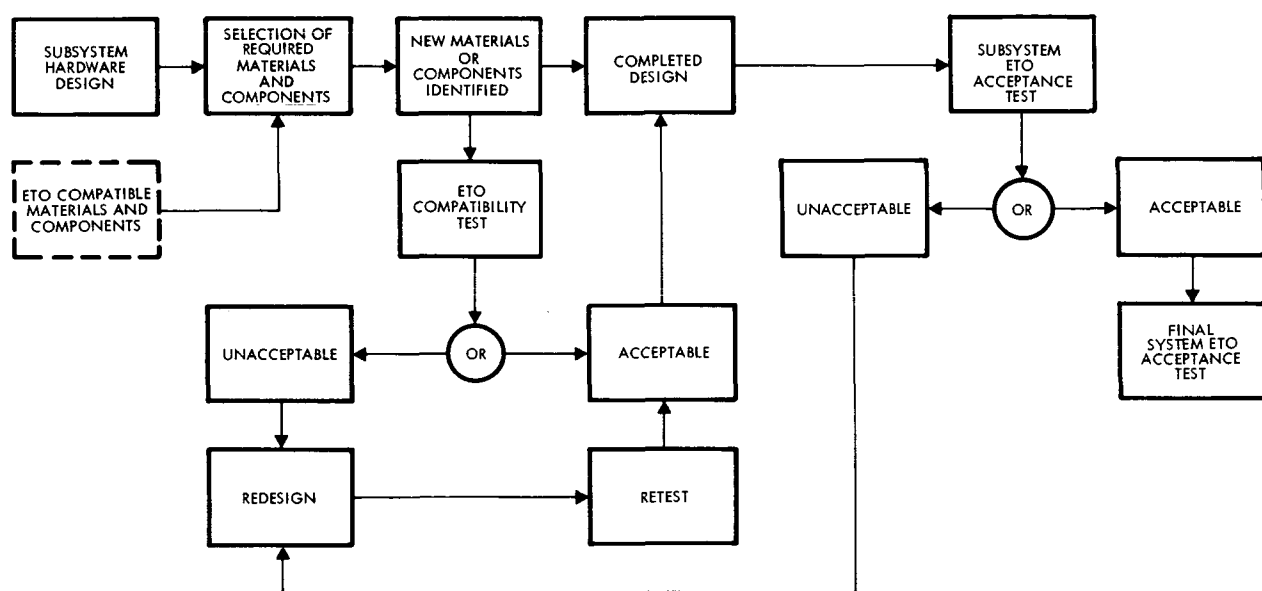 SUBSYSTEM
HARDWARE
DESIGN
SELECTION OF
REQUIRED
MATERIALS
AND
COMPONENTS
NEW MATERIALS
OR
COMPONENTS
IDENTIFIED
COMPLETED
DESIGN
SUBSYSTEM
ETO
ACCEPTANCE
TEST
ETO COMPATIBLE
MATERIALS AND
COMPONENTS
ETO
COMPATIBILITY
TEST
UNACCEPTABLE
OR
ACCEPTABLE
UNACCEPTABLE
OR
ACCEPTABLE
FINAL
SYSTEM ETO
ACCEPTANCE
TEST
REDESIGN
RETEST